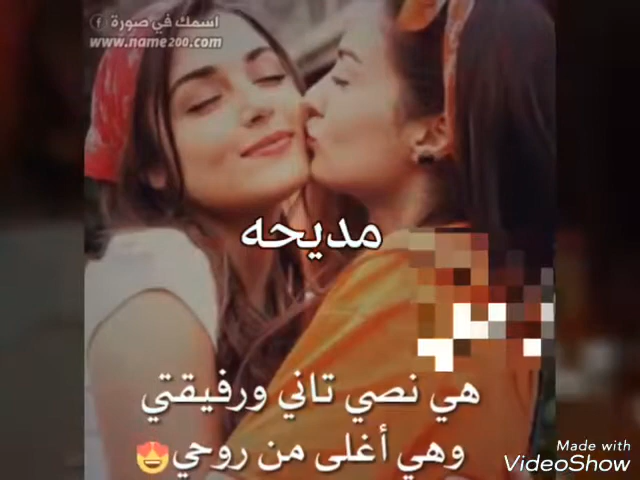 اسمك في صورة
www.name200.com
مديحه
هي نصي تاني ورفيقتي
وهي أغلى من روحي😍
Made with
VideoShow